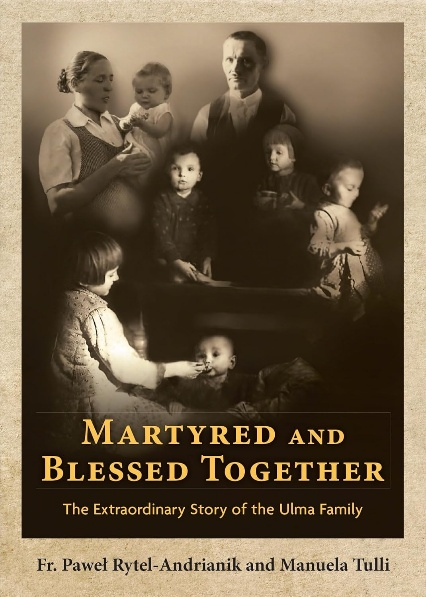 MARTYRED AND
BLESSED TOGETHER
The Extraordinary Story of the Ulma Family
Fr. Paweł Rytel-Andrianik and Manuela Tulli